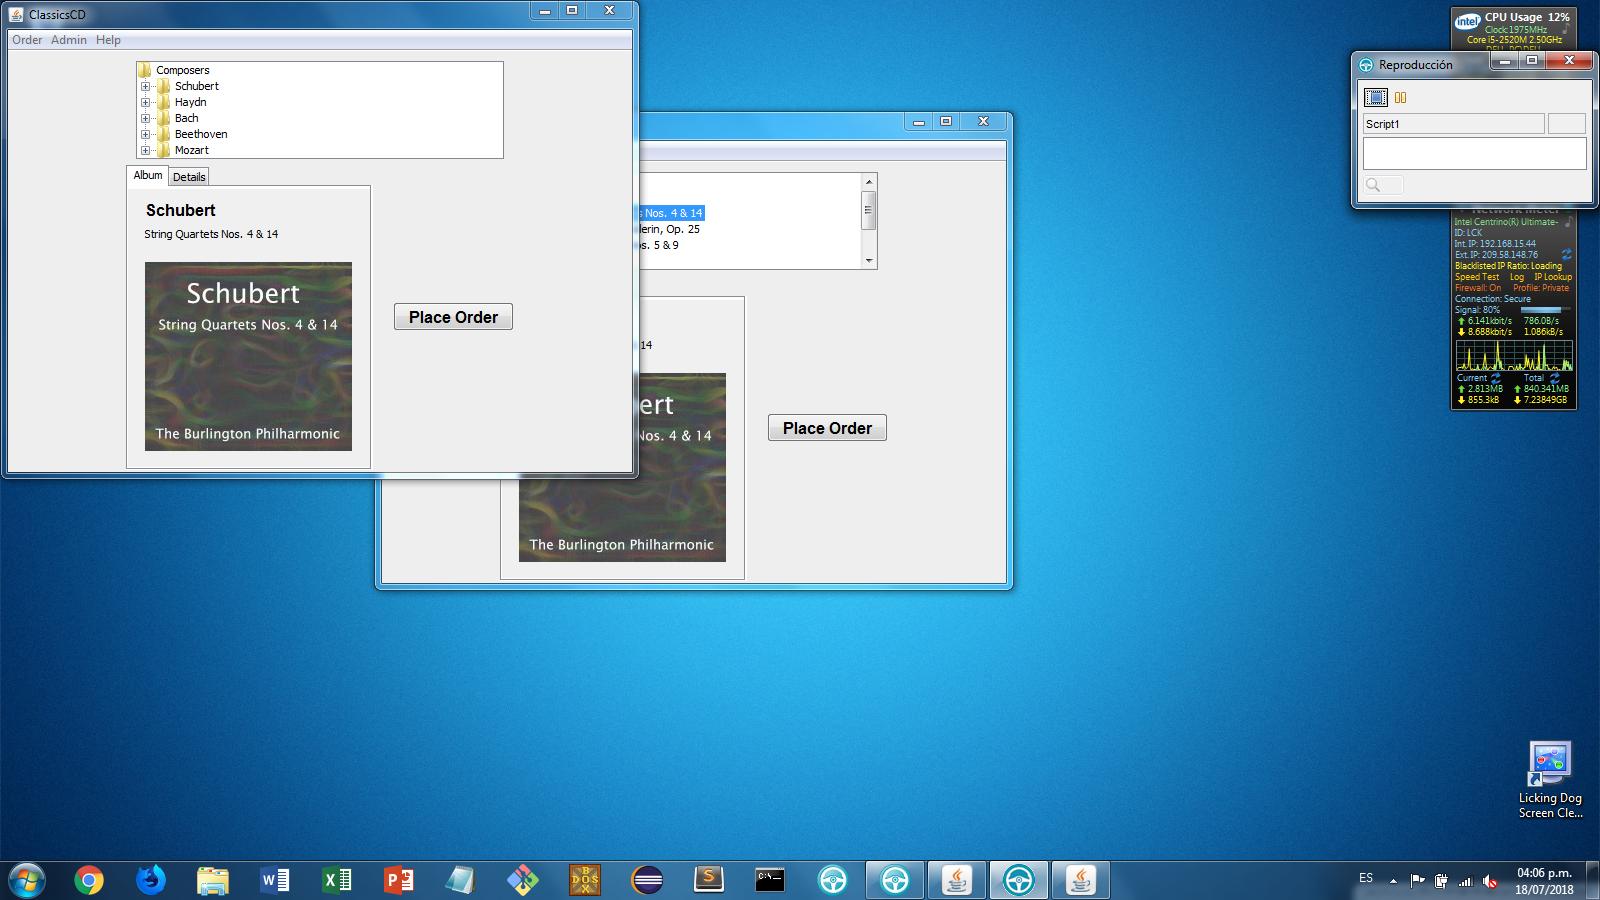 ClassicsCD
Order Admin Help
Composers
Schubert
Haydn
Bach
Beethoven
Mozart
Album Details
Schubert
String Quartets Nos. 4 & 14
Schubert
String Quartets Nos. 4 & 14
The Burlington Philharmonic
Place Order
s Nos. 4 & 14
lerin, Op. 25
s. 5 & 9
14
ert
Nos. 4 & 14
The Burlington Philharmonic
Place Order
intel
CPU Usage 12%
Clock: 1975MHz
Core i5-2520M 2.50GHz
Reproducción
Script1
Network Meter
Intel Centrino(R) Ultimate-
ID: LCK
Int. IP: 192.168.15.44
Ext. IP: 209.58.148.76
Blacklisted IP Ratio: Loading
Speed Test Log IP Lookup
Firewall: On Profile: Private
Connection: Secure
Signal: 80%
6.141kbit/s 786.0B/s
8.688kbit/s 1.086kB/s
Current Total
2.813MB 840.341MB
855.3kB 7.23849GB
Licking Dog
Screen Cle...
DOS
BOX
C:\
ES
04:06 p.m.
18/07/2018